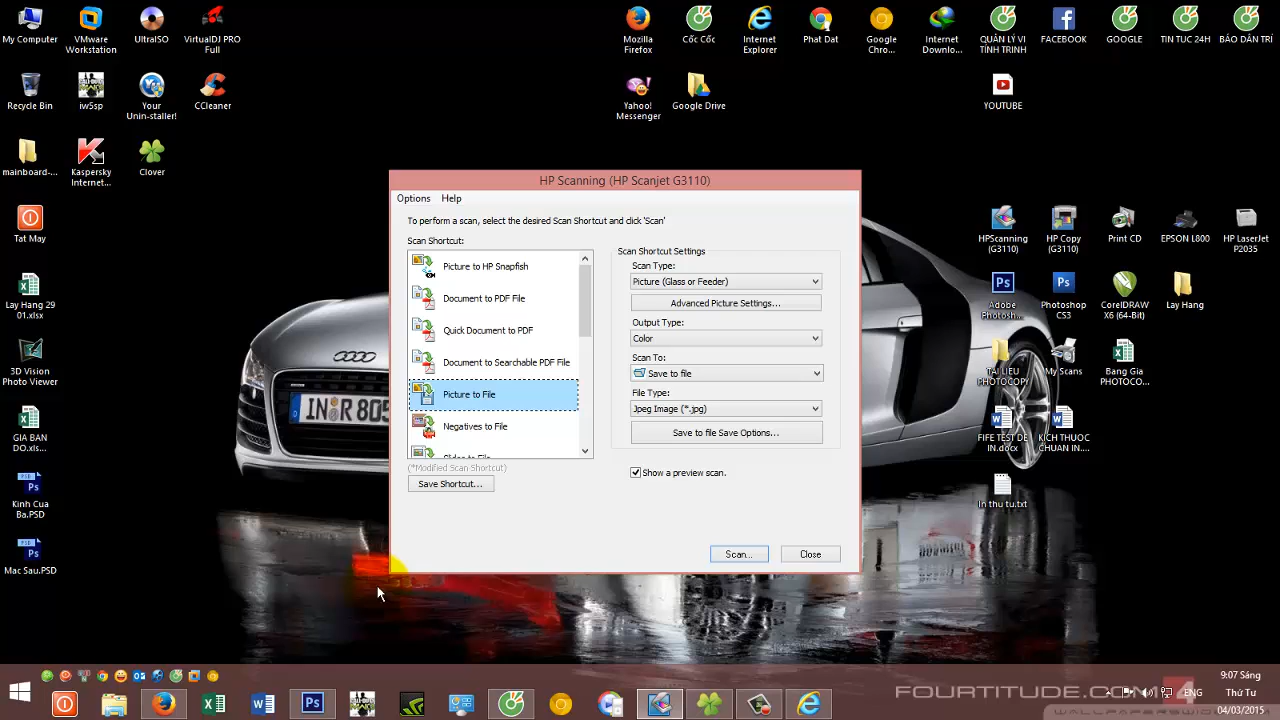 My Computer
VMware
Workstation
UltraISO
VirtualDJ PRO
Full
Mozilla
Firefox
Cốc Cốc
Internet
Explorer
Phat Dat
Google
Chro...
Internet
Downlo...
QUẢN LÝ VI
TÍNH TRINH
FACEBOOK
GOOGLE
TIN TUC 24H
BÁO DÂN TRÍ
Recycle Bin
iw5sp
Your
Unin-staller!
CCleaner
Yahoo!
Messenger
Google Drive
YOUTUBE
mainboard-...
Kaspersky
Internet...
Clover
HP Scanning (HP Scanjet G3110)
Options Help
To perform a scan, select the desired Scan Shortcut and click 'Scan'
Scan Shortcut:
Picture to HP Snapfish
Document to PDF File
Quick Document to PDF
Document to Searchable PDF File
Picture to File
Negatives to File
Slides to File
(*Modified Scan Shortcut)
Save Shortcut...
Scan Shortcut Settings
Scan Type:
Picture (Glass or Feeder)
Advanced Picture Settings...
Output Type:
Color
Scan To:
Save to file
File Type:
Jpeg Image (*.jpg)
Save to file Save Options...
Show a preview scan.
Scan...
Close
Tat May
HPScanning
(G3110)
HP Copy
(G3110)
Print CD
EPSON L800
HP LaserJet
P2035
Lay Hang 29
01.xlsx
Adobe
Photosh...
Photoshop
CS3
CorelDRAW
X6 (64-Bit)
Lay Hang
3D Vision
Photo Viewer
TAI LIEU
PHOTOCOPY
My Scans
Bang Gia
PHOTOC...
IN R 805
GIA BAN
DO.xlsx
FIFE TEST DE
IN.docx
KICH THUOC
CHUAN IN....
Kinh Cua
Ba.PSD
In thu tu.txt
Mac Sau.PSD
FOURTITUDE.COM
ENG
9:07 Sáng
Thứ Tư
04/03/2015